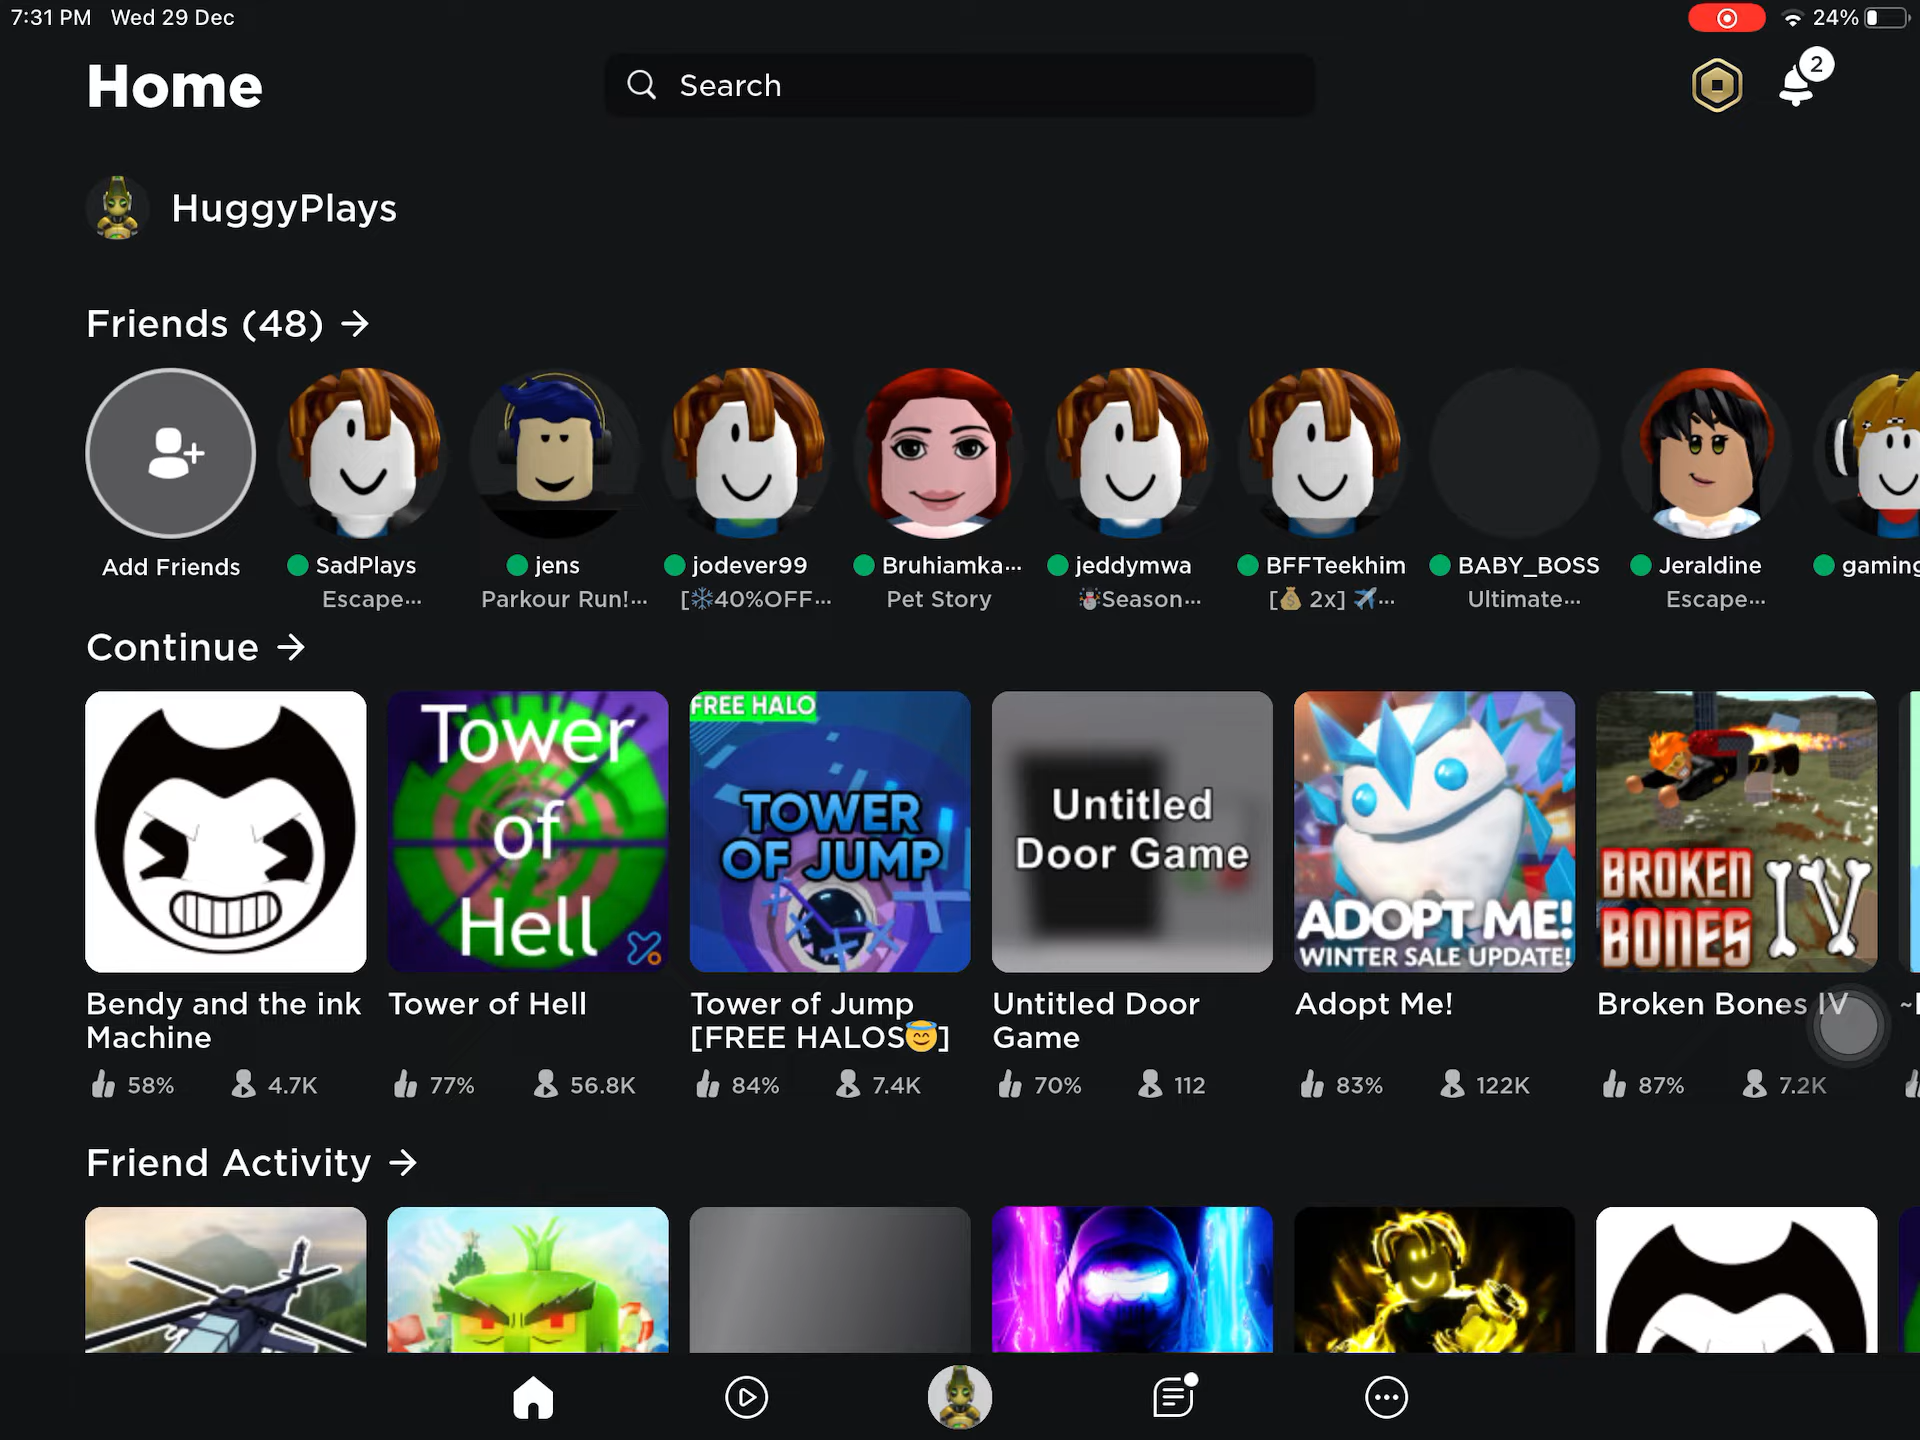 7:31 PM Wed 29 Dec
24%
Home
Search
2
HuggyPlays
Friends (48) →
Add Friends
SadPlays
jens
jodever99
Bruhiamka...
jeddymwa
BFFTeekhim
BABY_BOSS
Jeraldine
gaming
Escape...
Parkour Run!...
[❄40%OFF...
Pet Story
⛄Season...
[💰 2x] ✈...
Ultimate...
Escape...
Continue →
Tower
of
Hell
FREE HALO
TOWER
OF JUMP
Untitled
Door Game
ADOPT ME!
WINTER SALE UPDATE!
BROKEN
BONES IV
Bendy and the ink
Machine
Tower of Hell
Tower of Jump
[FREE HALOS😇]
Untitled Door
Game
Adopt Me!
Broken Bones IV
58% 4.7K
77% 56.8K
84% 7.4K
70% 112
83% 122K
87% 7.2K
Friend Activity →